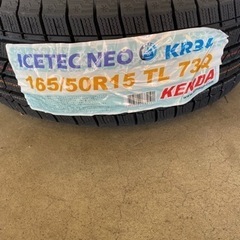 ICETEC NEO KR36
165/50R15 TL 73Q
KENDA